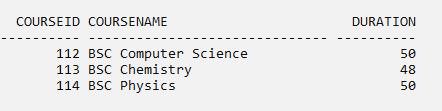 COURSEID COURSENAME DURATION
---------- ------------------------------ ----------
112 BSC Computer Science 50
113 BSC Chemistry 48
114 BSC Physics 50